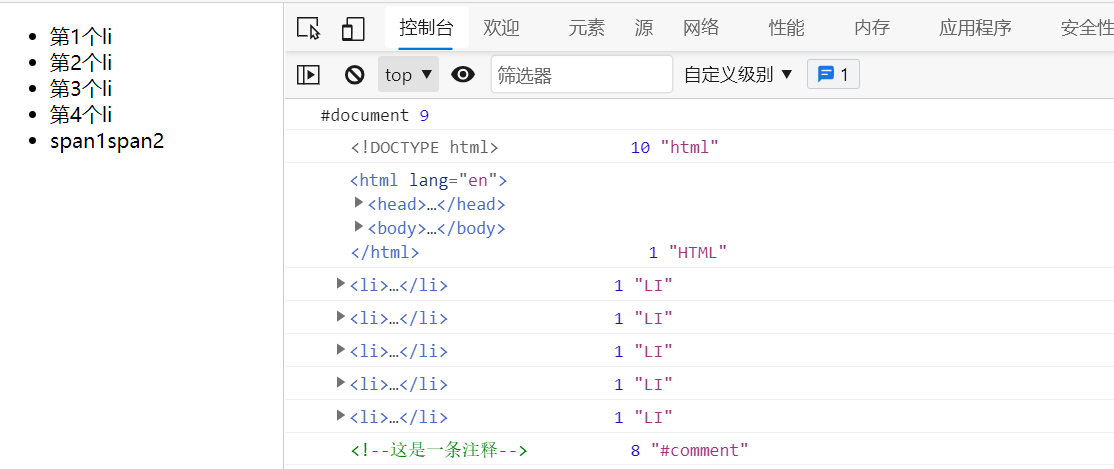 第1个li
第2个li
第3个li
第4个li
span1span2
控制台 欢迎 元素 源 网络 性能 内存 应用程序 安全性
top ▼ 筛选器 自定义级别 ▼ 1
#document 9
<!DOCTYPE html> 10 "html"
<html lang="en">
<head>…</head>
<body>…</body>
</html> 1 "HTML"
<li>…</li> 1 "LI"
<li>…</li> 1 "LI"
<li>…</li> 1 "LI"
<li>…</li> 1 "LI"
<li>…</li> 1 "LI"
<!--这是一条注释--> 8 "#comment"